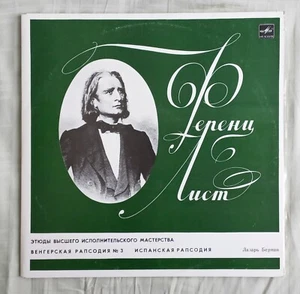 Ференц
Лист
ЭТЮДЫ ВЫСШЕГО ИСПОЛНИТЕЛЬСКОГО МАСТЕРСТВА
ВЕНГЕРСКАЯ РАПСОДИЯ № 3 ИСПАНСКАЯ РАПСОДИЯ
Лазарь Берман